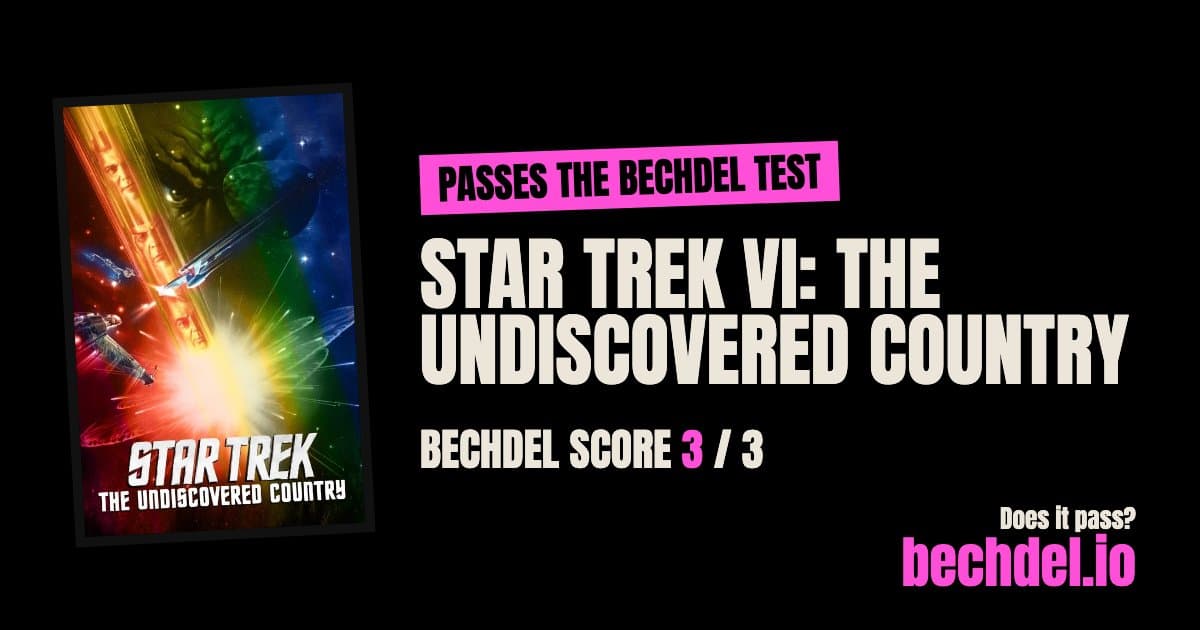 PASSES THE BECHDEL TEST
STAR TREK VI: THE
UNDISCOVERED COUNTRY
BECHDEL SCORE 3 / 3
STAR TREK
THE UNDISCOVERED COUNTRY
Does it pass?
bechdel.io